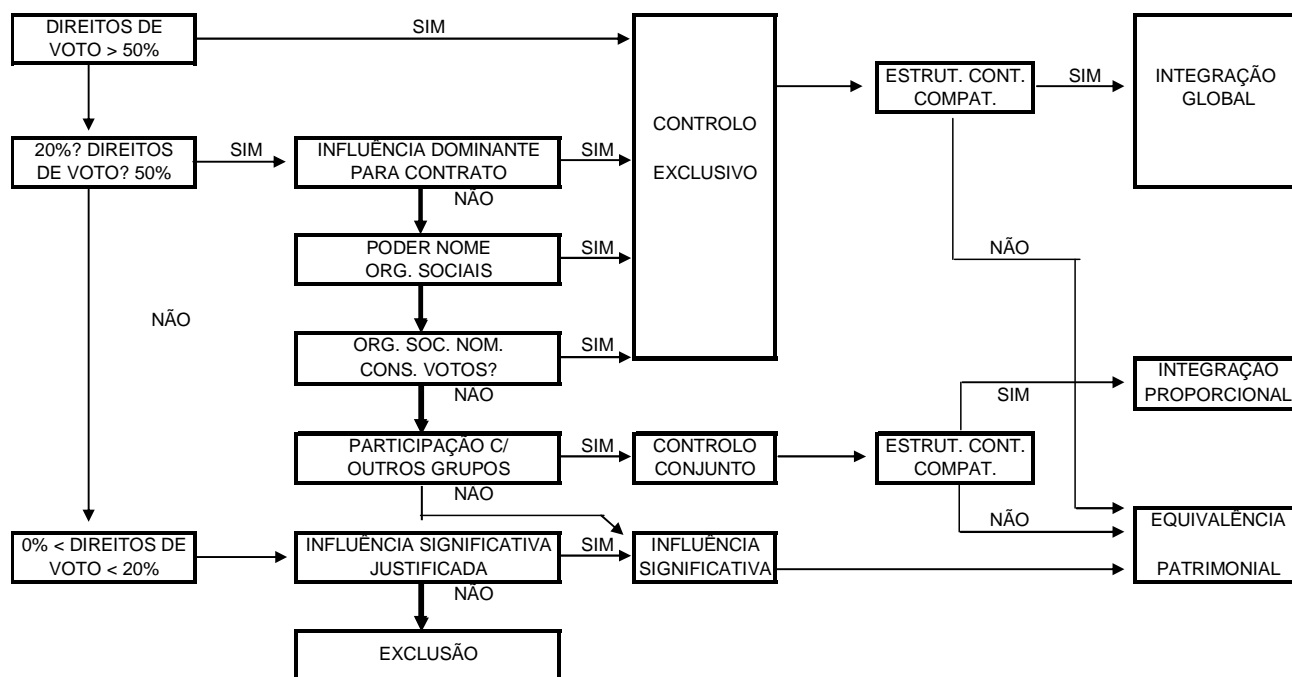 DIREITOS DE
VOTO > 50%
SIM
20%? DIREITOS
DE VOTO? 50%
SIM
INFLUÊNCIA DOMINANTE
PARA CONTRATO
SIM
NÃO
CONTROLO
EXCLUSIVO
ESTRUT. CONT.
COMPAT.
SIM
INTEGRAÇÃO
GLOBAL
PODER NOME
ORG. SOCIAIS
SIM
NÃO
NÃO
ORG. SOC. NOM.
CONS. VOTOS?
SIM
NAO
INTEGRAÇAO
PROPORCIONAL
SIM
PARTICIPAÇÃO C/
OUTROS GRUPOS
SIM
NAO
CONTROLO
CONJUNTO
ESTRUT. CONT.
COMPAT.
NÃO
0% < DIREITOS DE
VOTO < 20%
INFLUÊNCIA SIGNIFICATIVA
JUSTIFICADA
SIM
NÃO
INFLUÊNCIA
SIGNIFICATIVA
EQUIVALÊNCIA
PATRIMONIAL
EXCLUSÃO